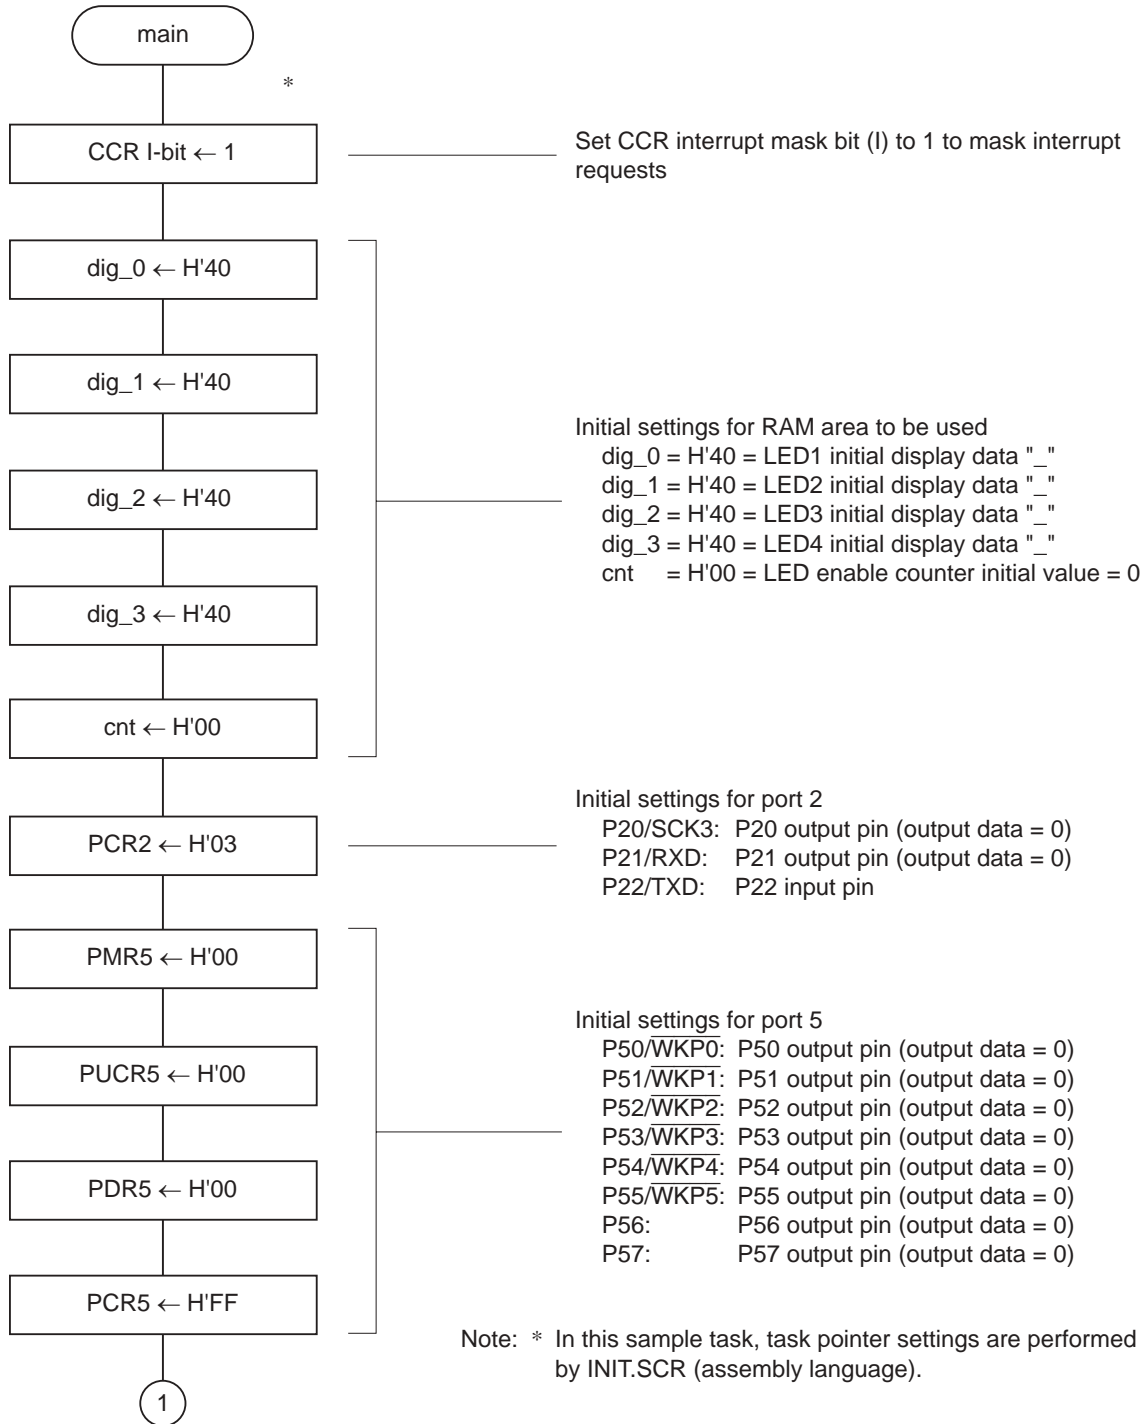 main
*
CCR I-bit ← 1
Set CCR interrupt mask bit (I) to 1 to mask interrupt
requests
dig_0 ← H'40
dig_1 ← H'40
dig_2 ← H'40
dig_3 ← H'40
cnt ← H'00
Initial settings for RAM area to be used
dig_0 = H'40 = LED1 initial display data "_"
dig_1 = H'40 = LED2 initial display data "_"
dig_2 = H'40 = LED3 initial display data "_"
dig_3 = H'40 = LED4 initial display data "_"
cnt = H'00 = LED enable counter initial value = 0
PCR2 ← H'03
Initial settings for port 2
P20/SCK3: P20 output pin (output data = 0)
P21/RXD: P21 output pin (output data = 0)
P22/TXD: P22 input pin
PMR5 ← H'00
PUCR5 ← H'00
PDR5 ← H'00
PCR5 ← H'FF
Initial settings for port 5
P50/W̅K̅P̅0̅: P50 output pin (output data = 0)
P51/W̅K̅P̅1̅: P51 output pin (output data = 0)
P52/W̅K̅P̅2̅: P52 output pin (output data = 0)
P53/W̅K̅P̅3̅: P53 output pin (output data = 0)
P54/W̅K̅P̅4̅: P54 output pin (output data = 0)
P55/W̅K̅P̅5̅: P55 output pin (output data = 0)
P56: P56 output pin (output data = 0)
P57: P57 output pin (output data = 0)
Note: * In this sample task, task pointer settings are performed
by INIT.SCR (assembly language).
1